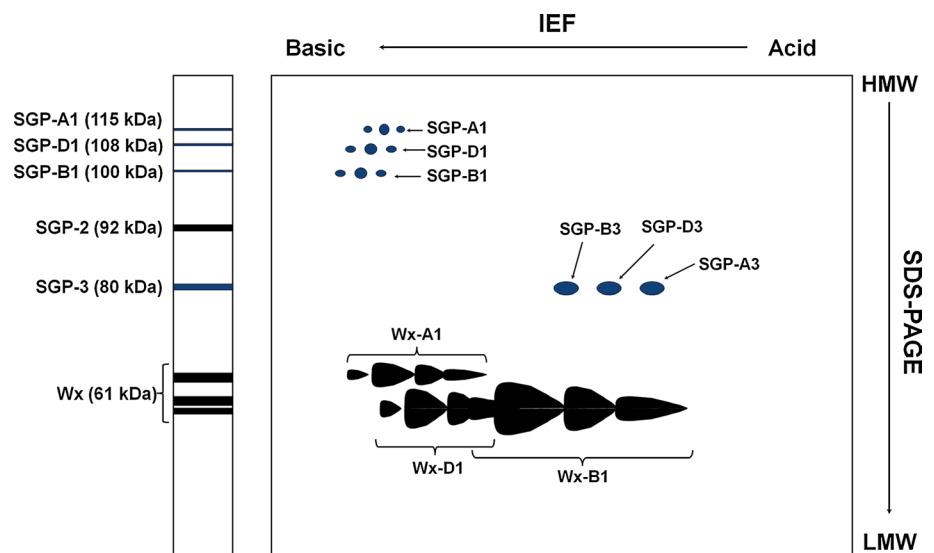 IEF
Basic
Acid
HMW
SGP-A1 (115 kDa)
SGP-D1 (108 kDa)
SGP-B1 (100 kDa)
SGP-2 (92 kDa)
SGP-3 (80 kDa)
Wx (61 kDa)
SGP-A1
SGP-D1
SGP-B1
SGP-B3
SGP-D3
SGP-A3
Wx-A1
Wx-D1
Wx-B1
SDS-PAGE
LMW